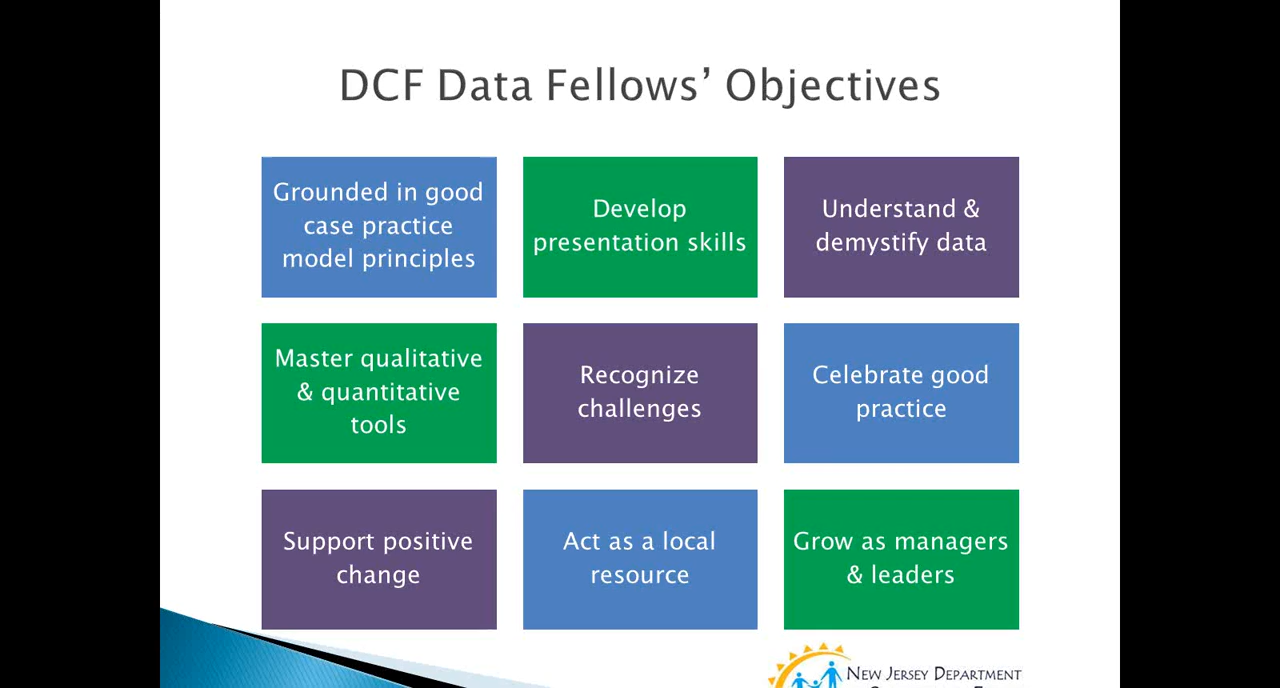 DCF Data Fellows’ Objectives
Grounded in good
case practice
model principles
Develop
presentation skills
Understand &
demystify data
Master qualitative
& quantitative
tools
Recognize
challenges
Celebrate good
practice
Support positive
change
Act as a local
resource
Grow as managers
& leaders
New Jersey Department